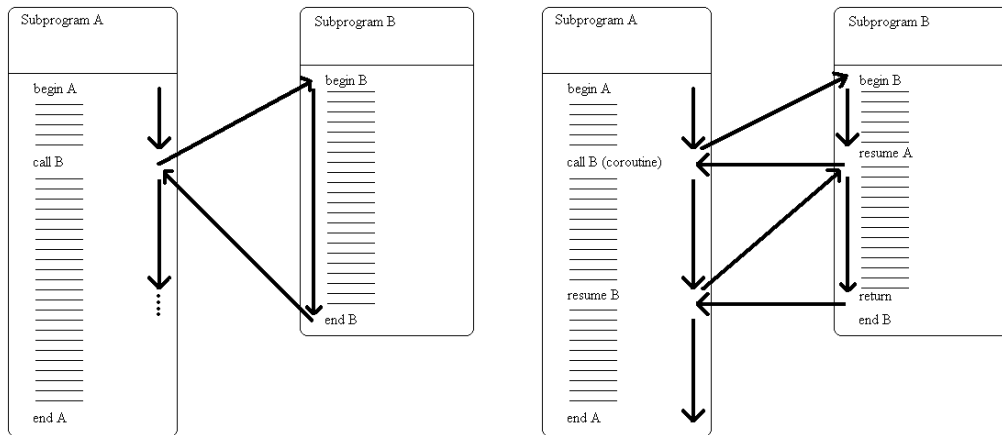 Subprogram A
begin A
call B
end A
Subprogram B
begin B
end B
Subprogram A
begin A
call B (coroutine)
resume B
end A
Subprogram B
begin B
resume A
return
end B